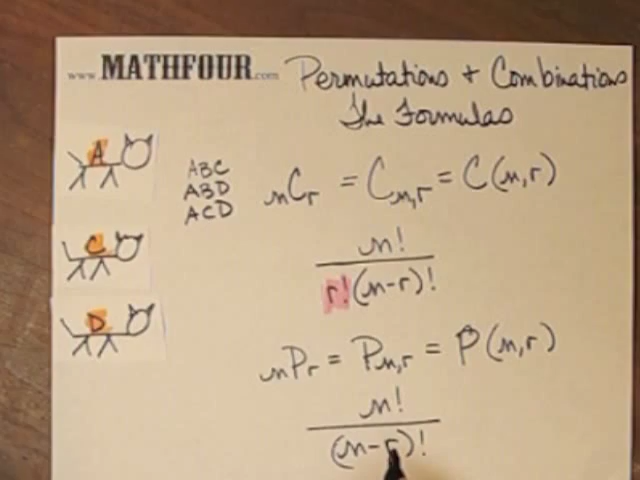 www.MATHFOUR.com Permutations + Combinations
The Formulas
A
ABC
ABD
ACD
nCr = Cn,r = C(n,r)
C
n!
r!(n-r)!
D
nPr = Pn,r = P(n,r)
n!
(n-r)!